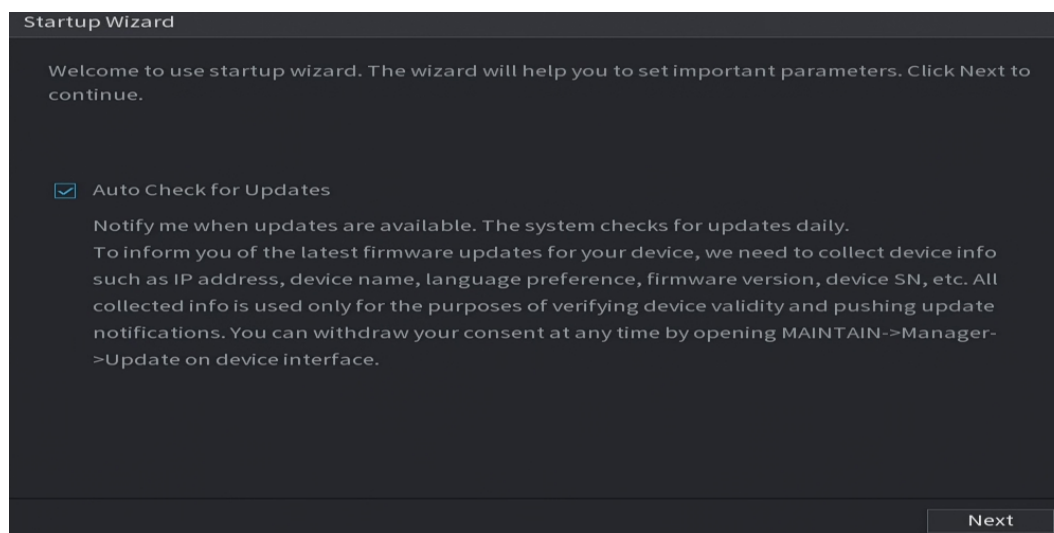 Startup Wizard
Welcome to use startup wizard. The wizard will help you to set important parameters. Click Next to
continue.
Auto Check for Updates
Notify me when updates are available. The system checks for updates daily.
To inform you of the latest firmware updates for your device, we need to collect device info
such as IP address, device name, language preference, firmware version, device SN, etc. All
collected info is used only for the purposes of verifying device validity and pushing update
notifications. You can withdraw your consent at any time by opening MAINTAIN->Manager-
>Update on device interface.
Next